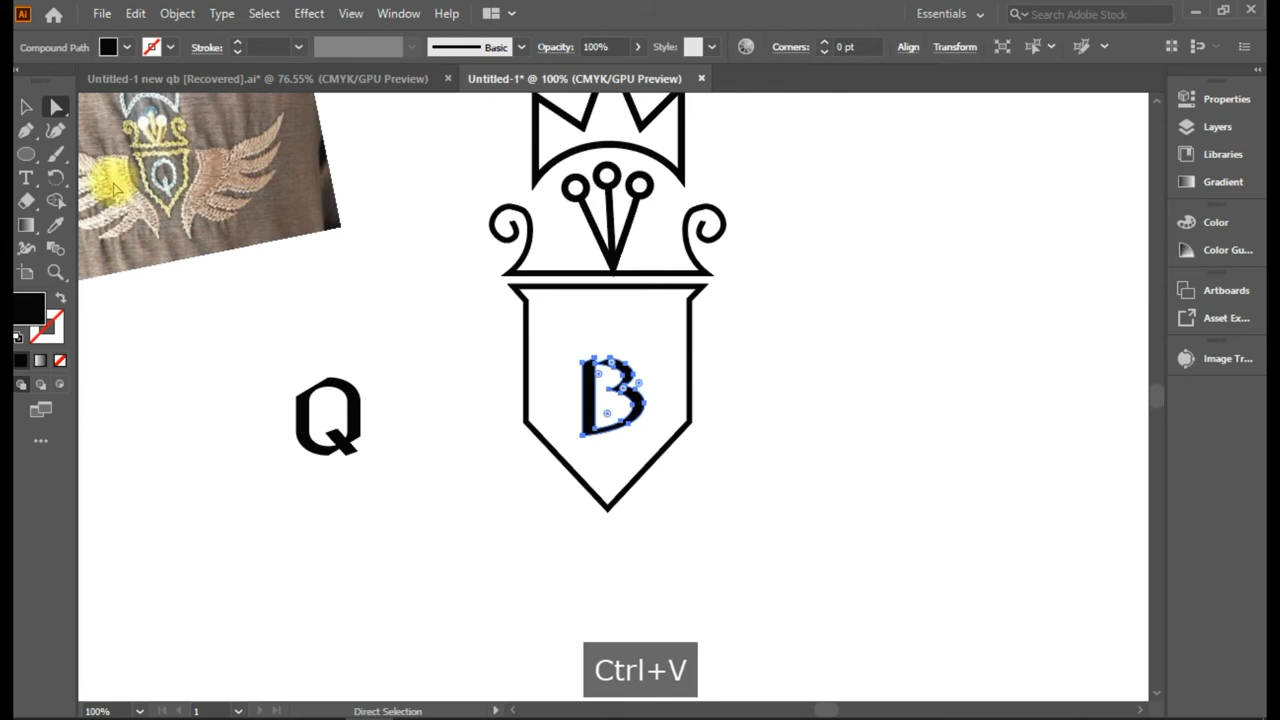 Ai File Edit Object Type Select Effect View Window Help Essentials Search Adobe Stock
Compound Path Stroke: Basic Opacity: 100% Style: Corners: 0 pt Align Transform
Untitled-1 new qb [Recovered].ai* @ 76.55% (CMYK/GPU Preview) × Untitled-1* @ 100% (CMYK/GPU Preview) ×
Properties
Layers
Libraries
Gradient
Color
Color Gu...
Artboards
Asset Ex...
Image Tr...
Q
Q
B
Ctrl+V
100% 1 Direct Selection